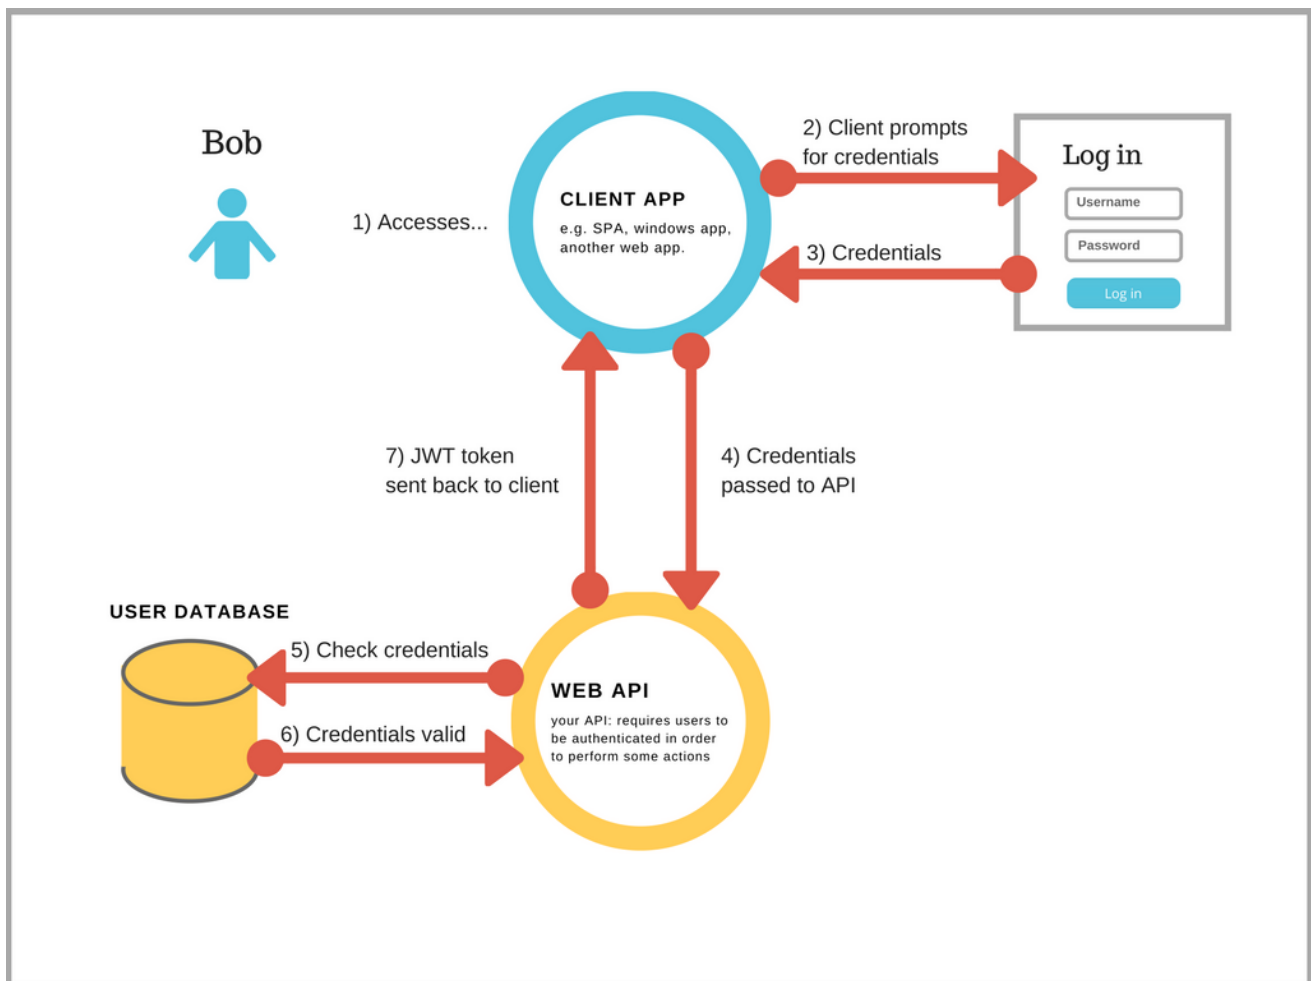 Bob
1) Accesses...
CLIENT APP
e.g. SPA, windows app,
another web app.
2) Client prompts
for credentials
3) Credentials
Log in
Username
Password
Log in
7) JWT token
sent back to client
4) Credentials
passed to API
USER DATABASE
5) Check credentials
6) Credentials valid
WEB API
your API: requires users to
be authenticated in order
to perform some actions